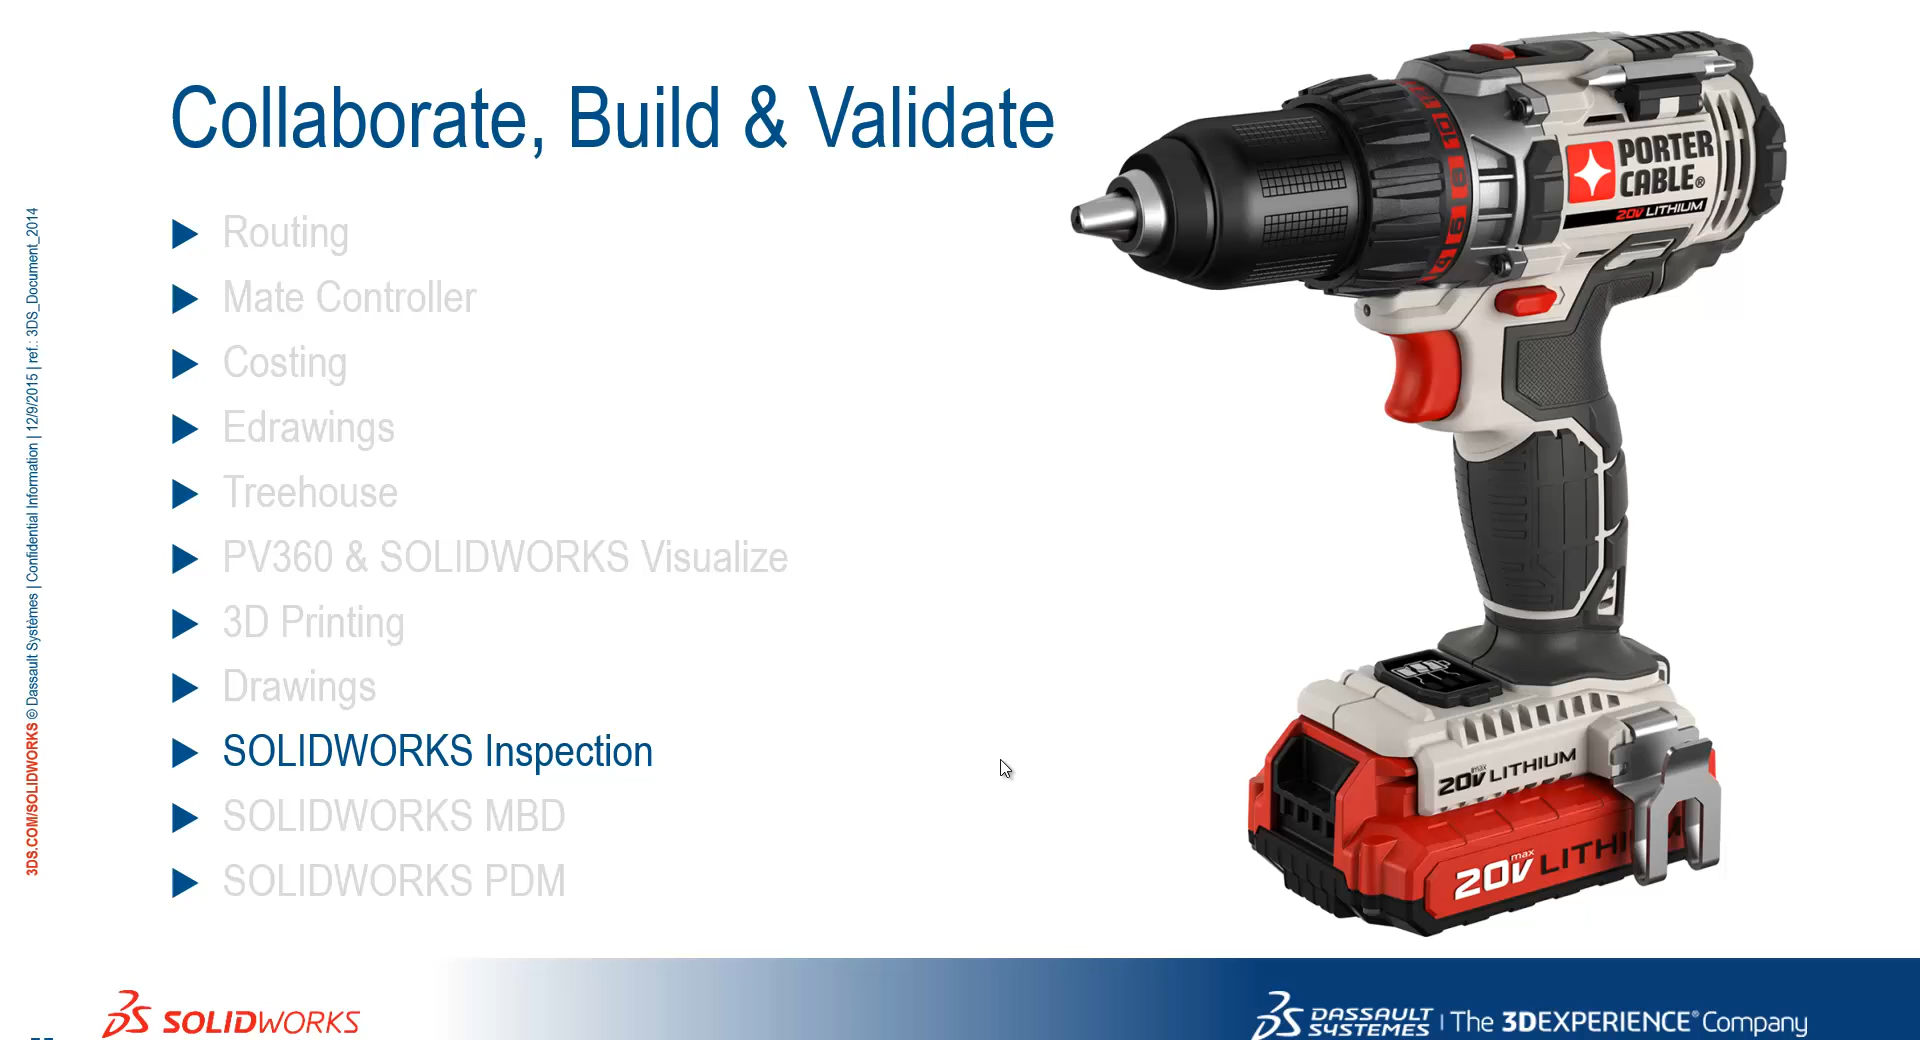 Collaborate, Build & Validate
Routing
Mate Controller
Costing
Edrawings
Treehouse
PV360 & SOLIDWORKS Visualize
3D Printing
Drawings
SOLIDWORKS Inspection
SOLIDWORKS MBD
SOLIDWORKS PDM
3DS.COM/SOLIDWORKS © Dassault Systèmes | Confidential Information | 12/9/2015 | ref.: 3DS_Document_2014
PORTER
CABLE®
20V LITHIUM
20V max LITHIUM
20V max LITHI
SOLIDWORKS
DASSAULT
SYSTEMES | The 3DEXPERIENCE® Company